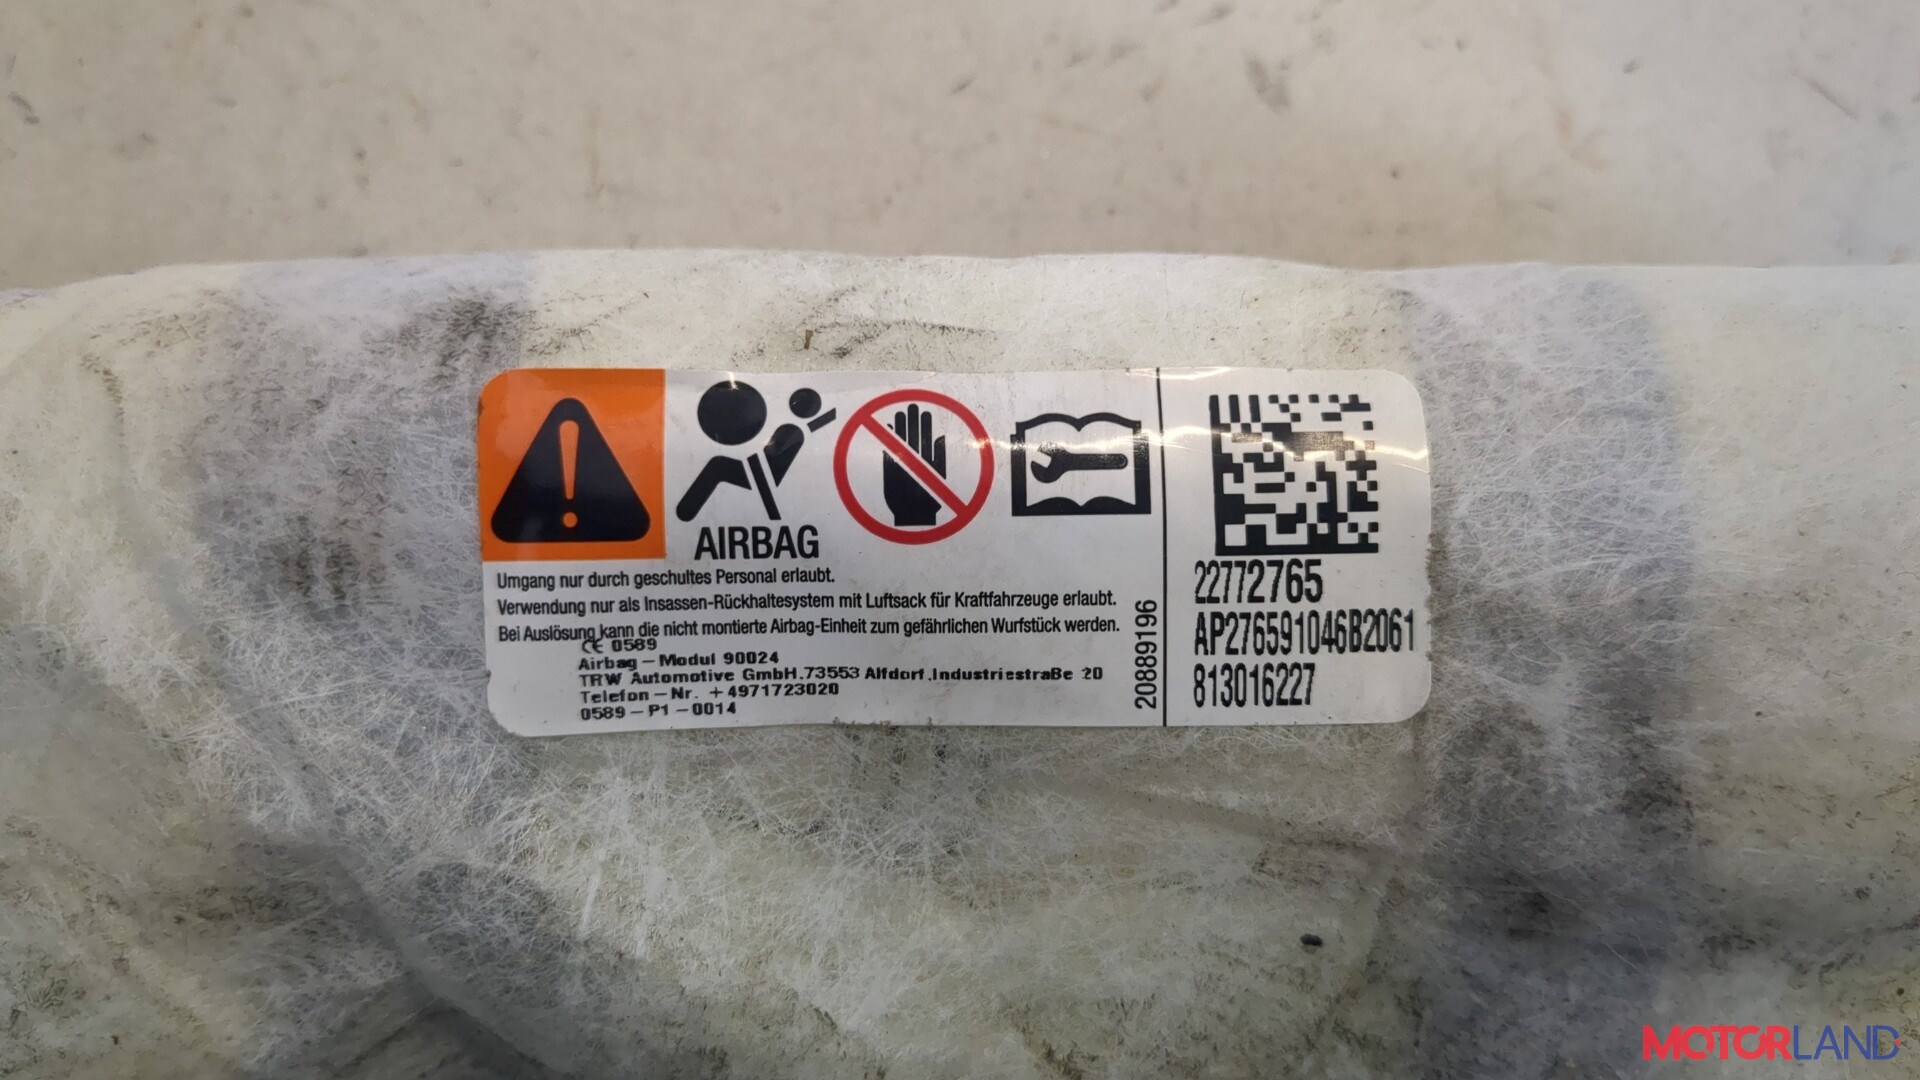 AIRBAG
Umgang nur durch geschultes Personal erlaubt.
Verwendung nur als Insassen-Rückhaltesystem mit Luftsack für Kraftfahrzeuge erlaubt.
Bei Auslösung kann die nicht montierte Airbag-Einheit zum gefährlichen Wurfstück werden.
CE 0589
Airbag-Modul 90024
TRW Automotive GmbH.73553 Alfdorf.Industriestraße 20
Telefon-Nr. +4971723020
0589-P1-0014
20889196
22772765
AP276591046B2061
813016227
MOTORLAND